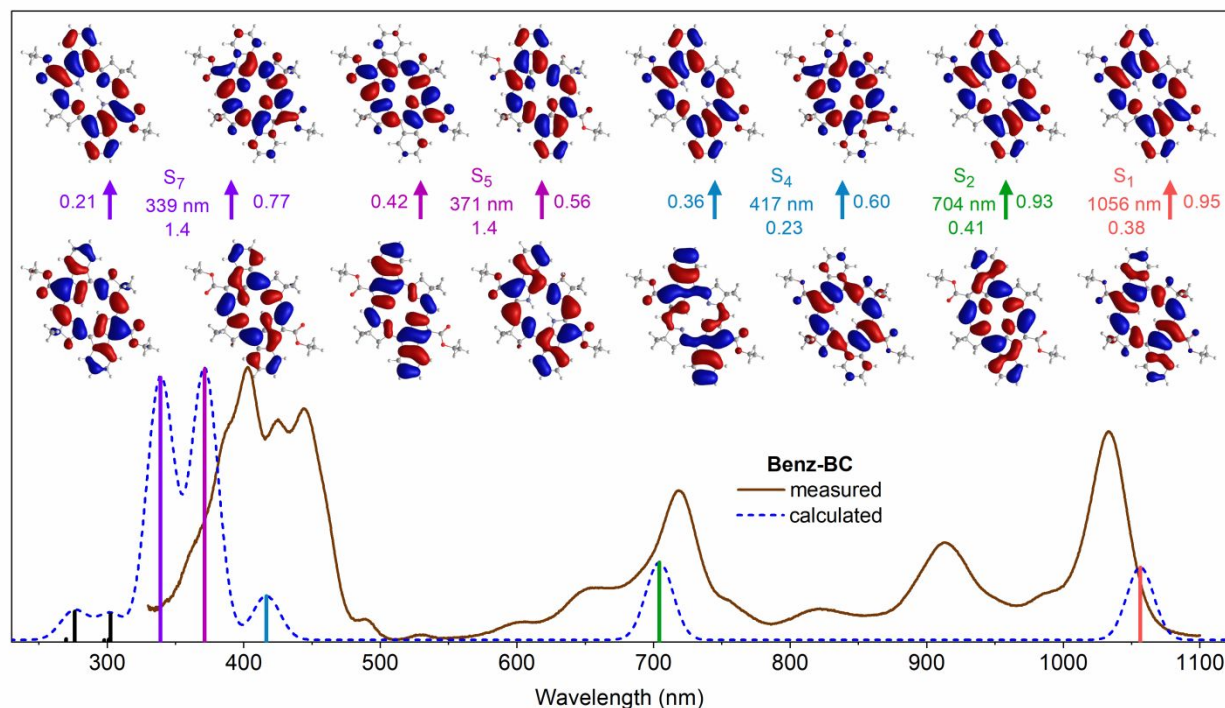 S7
0.21
339 nm
0.77
1.4
S5
0.42
371 nm
0.56
1.4
S4
0.36
417 nm
0.60
0.23
S2
704 nm
0.93
0.41
S1
1056 nm
0.95
0.38
Benz-BC
measured
calculated
300
400
500
600
700
800
900
1000
1100
Wavelength (nm)